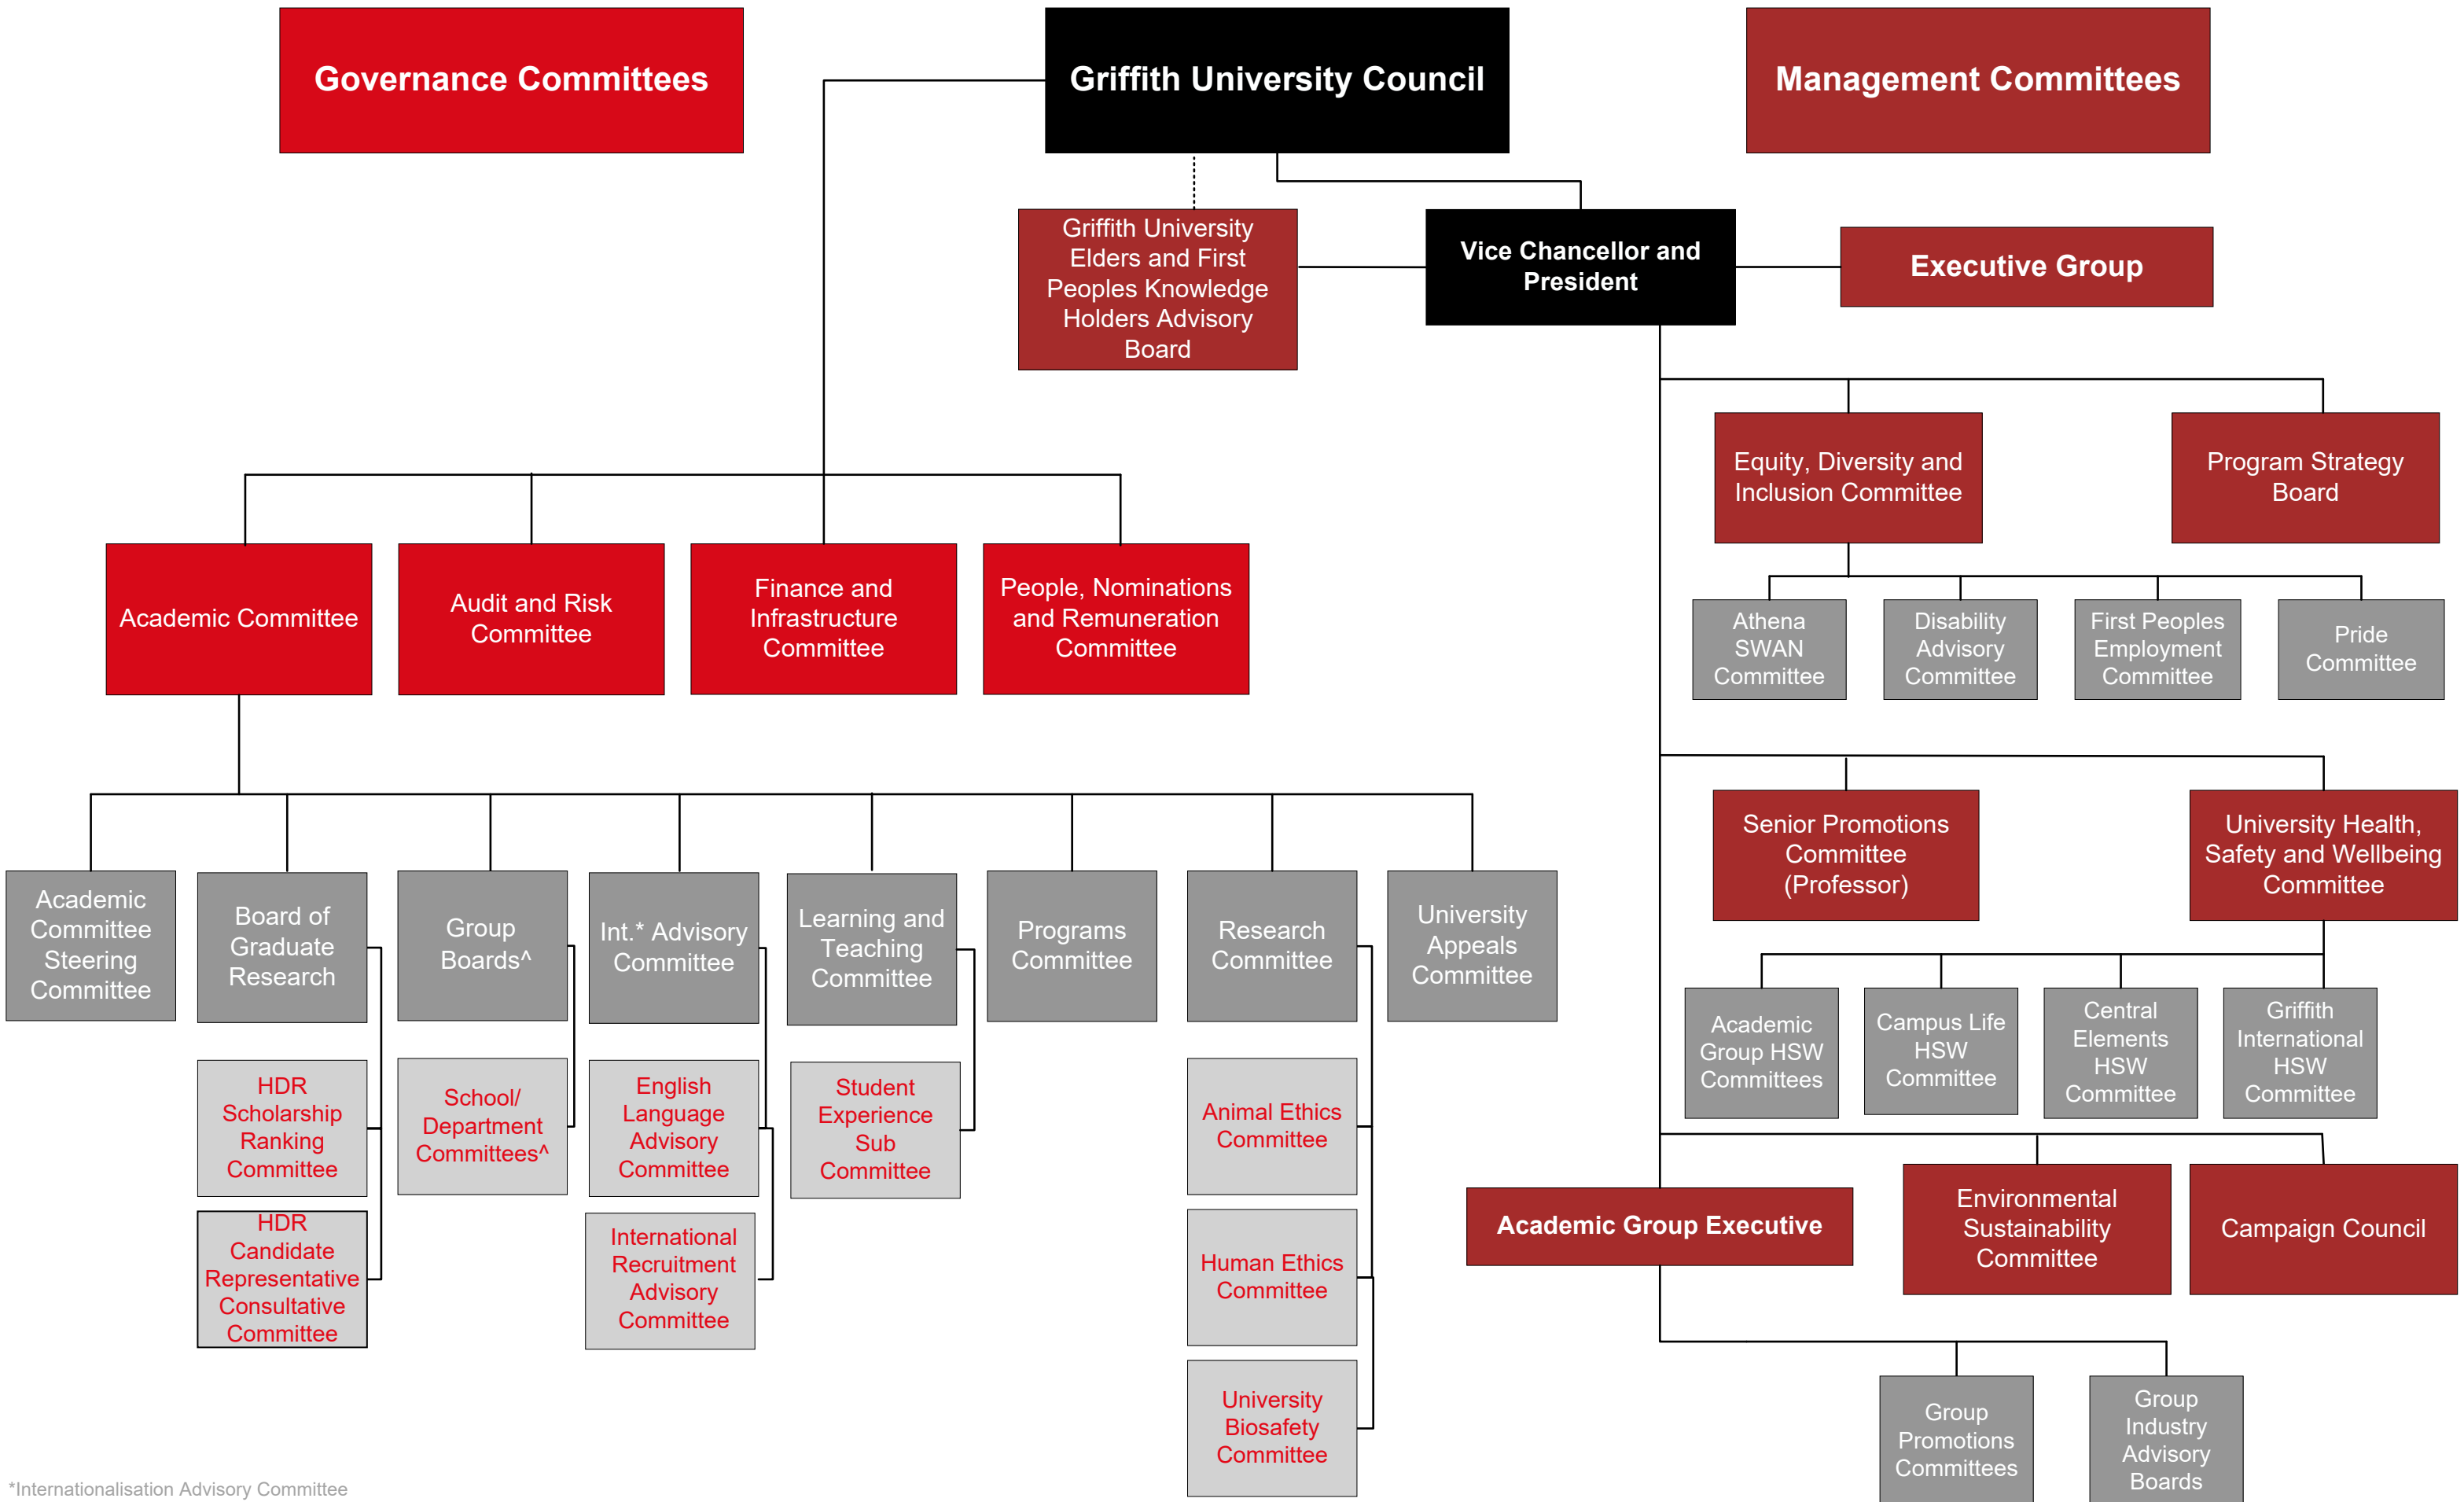 Governance Committees
Griffith University Council
Management Committees
Griffith University
Elders and First
Peoples Knowledge
Holders Advisory
Board
Vice Chancellor and
President
Executive Group
Equity, Diversity and
Inclusion Committee
Program Strategy
Board
Academic Committee
Audit and Risk
Committee
Finance and
Infrastructure
Committee
People, Nominations
and Remuneration
Committee
Athena
SWAN
Committee
Disability
Advisory
Committee
First Peoples
Employment
Committee
Pride
Committee
Senior Promotions
Committee
(Professor)
University Health,
Safety and Wellbeing
Committee
Academic
Committee
Steering
Committee
Board of
Graduate
Research
Group
Boards^
Int.* Advisory
Committee
Learning and
Teaching
Committee
Programs
Committee
Research
Committee
University
Appeals
Committee
Academic
Group HSW
Committees
Campus Life
HSW
Committee
Central
Elements
HSW
Committee
Griffith
International
HSW
Committee
HDR
Scholarship
Ranking
Committee
School/
Department
Committees^
English
Language
Advisory
Committee
Student
Experience
Sub
Committee
Animal Ethics
Committee
Academic Group Executive
Environmental
Sustainability
Committee
Campaign Council
HDR
Candidate
Representative
Consultative
Committee
International
Recruitment
Advisory
Committee
Human Ethics
Committee
University
Biosafety
Committee
Group
Promotions
Committees
Group
Industry
Advisory
Boards
*Internationalisation Advisory Committee